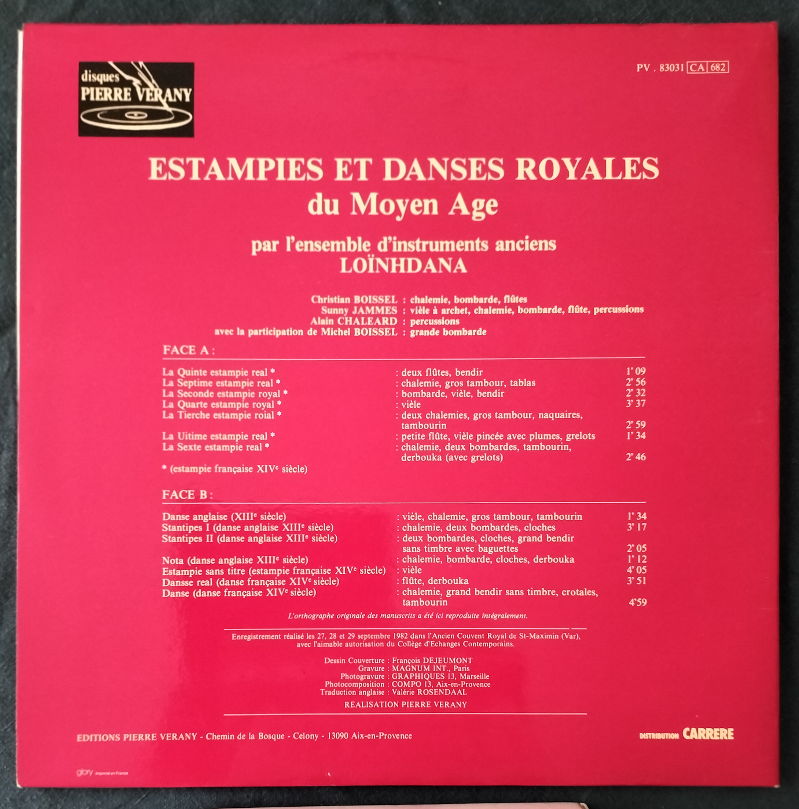 disques
PIERRE VERANY
PV . 83031 CA 682
ESTAMPIES ET DANSES ROYALES
du Moyen Age
par l'ensemble d'instruments anciens
LOÏNHDANA
Christian BOISSEL : chalemie, bombarde, flûtes
Sunny JAMMES : vièle à archet, chalemie, bombarde, flûte, percussions
Alain CHALEARD : percussions
avec la participation de Michel BOISSEL : grande bombarde
FACE A :
La Quinte estampie real * : deux flûtes, bendir 1' 09
La Septime estampie real * : chalemie, gros tambour, tablas 2' 56
La Seconde estampie royal * : bombarde, vièle, bendir 2' 32
La Quarte estampie royal * : vièle 3' 37
La Tierche estampie roial * : deux chalemies, gros tambour, naquaires,
tambourin 2' 59
La Uitime estampie real * : petite flûte, vièle pincée avec plumes, grelots 1' 34
La Sexte estampie real * : chalemie, deux bombardes, tambourin,
derbouka (avec grelots) 2' 46
* (estampie française XIVe siècle)
FACE B :
Danse anglaise (XIIIe siècle) : vièle, chalemie, gros tambour, tambourin 1' 34
Stantipes I (danse anglaise XIIIe siècle) : chalemie, deux bombardes, cloches 3' 17
Stantipes II (danse anglaise XIIIe siècle) : deux bombardes, cloches, grand bendir
sans timbre avec baguettes 2' 05
Nota (danse anglaise XIIIe siècle) : chalemie, bombarde, cloches, derbouka 1' 12
Estampie sans titre (estampie française XIVe siècle) : vièle 4' 05
Dansse real (danse française XIVe siècle) : flûte, derbouka 3' 51
Danse (danse française XIVe siècle) : chalemie, grand bendir sans timbre, crotales,
tambourin 4'59
L'orthographe originale des manuscrits a été ici reproduite intégralement.
Enregistrement réalisé les 27, 28 et 29 septembre 1982 dans l'Ancien Couvent Royal de St-Maximin (Var),
avec l'aimable autorisation du Collège d'Echanges Contemporains.
Dessin Couverture : François DEJEUMONT
Gravure : MAGNUM INT., Paris
Photogravure : GRAPHIQUES 13, Marseille
Photocomposition : COMPO 13, Aix-en-Provence
Traduction anglaise : Valérie ROSENDAAL
RÉALISATION PIERRE VERANY
EDITIONS PIERRE VERANY - Chemin de la Bosque - Celony - 13090 Aix-en-Provence
DISTRIBUTION CARRERE
glory imprimé en France